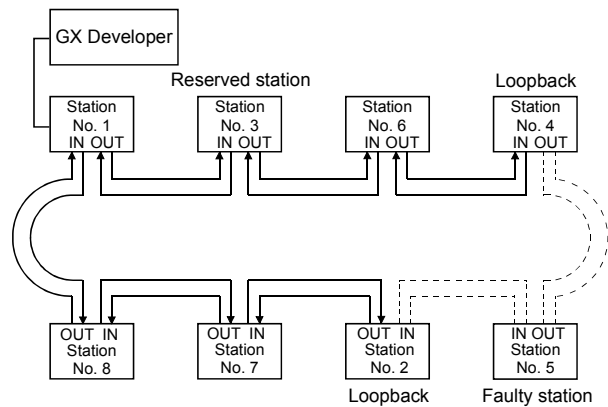 GX Developer
Reserved station
Loopback
Station
No. 1
IN OUT
Station
No. 3
IN OUT
Station
No. 6
IN OUT
Station
No. 4
IN OUT
OUT IN
Station
No. 8
OUT IN
Station
No. 7
OUT IN
Station
No. 2
IN OUT
Station
No. 5
Loopback
Faulty station